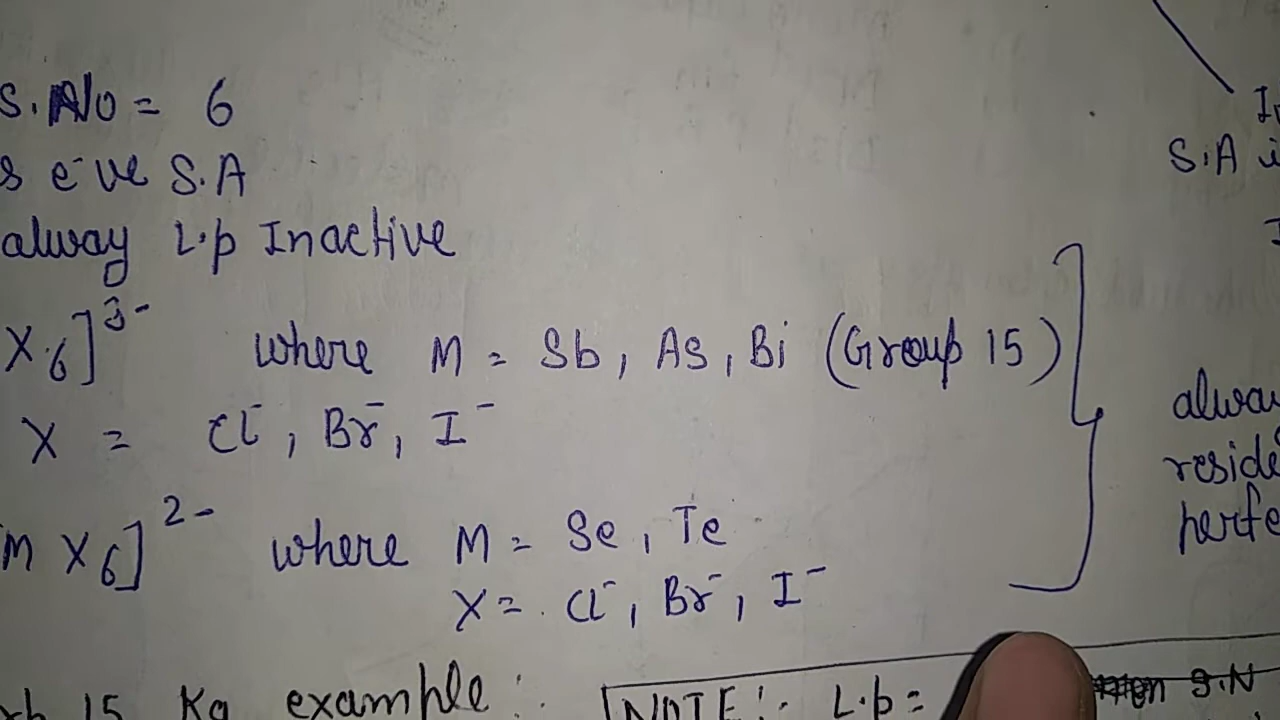 S.No = 6
s e⁻ve S.A
alway L.p Inactive
X6]³⁻ where M = Sb, As, Bi (Group 15)
X = Cl⁻, Br⁻, I⁻
M X6]²⁻ where M = Se, Te
X = Cl⁻, Br⁻, I⁻
15 Ka example :
NOTE :- L.p =
S.N
S.A i
alwa
reside
perfe